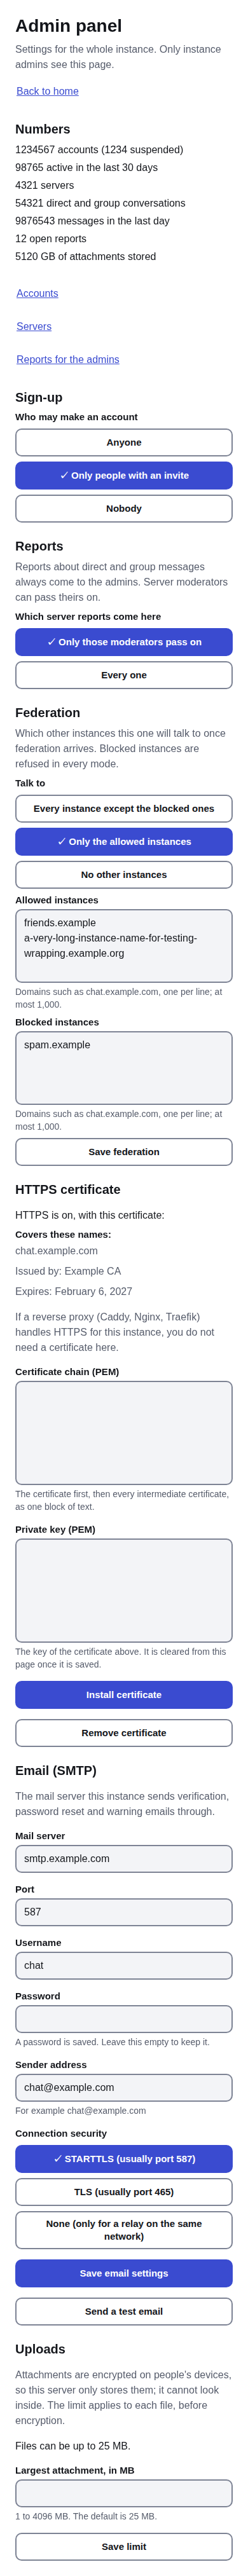 Admin panel
Settings for the whole instance. Only instance
admins see this page.
Back to home
Numbers
1234567 accounts (1234 suspended)
98765 active in the last 30 days
4321 servers
54321 direct and group conversations
9876543 messages in the last day
12 open reports
5120 GB of attachments stored
Accounts
Servers
Reports for the admins
Sign-up
Who may make an account
Anyone
✓ Only people with an invite
Nobody
Reports
Reports about direct and group messages
always come to the admins. Server moderators
can pass theirs on.
Which server reports come here
✓ Only those moderators pass on
Every one
Federation
Which other instances this one will talk to once
federation arrives. Blocked instances are
refused in every mode.
Talk to
Every instance except the blocked ones
✓ Only the allowed instances
No other instances
Allowed instances
friends.example
a-very-long-instance-name-for-testing-
wrapping.example.org
Domains such as chat.example.com, one per line; at
most 1,000.
Blocked instances
spam.example
Domains such as chat.example.com, one per line; at
most 1,000.
Save federation
HTTPS certificate
HTTPS is on, with this certificate:
Covers these names:
chat.example.com
Issued by: Example CA
Expires: February 6, 2027
If a reverse proxy (Caddy, Nginx, Traefik)
handles HTTPS for this instance, you do not
need a certificate here.
Certificate chain (PEM)
The certificate first, then every intermediate certificate,
as one block of text.
Private key (PEM)
The key of the certificate above. It is cleared from this
page once it is saved.
Install certificate
Remove certificate
Email (SMTP)
The mail server this instance sends verification,
password reset and warning emails through.
Mail server
smtp.example.com
Port
587
Username
chat
Password
A password is saved. Leave this empty to keep it.
Sender address
chat@example.com
For example chat@example.com
Connection security
✓ STARTTLS (usually port 587)
TLS (usually port 465)
None (only for a relay on the same
network)
Save email settings
Send a test email
Uploads
Attachments are encrypted on people's devices,
so this server only stores them; it cannot look
inside. The limit applies to each file, before
encryption.
Files can be up to 25 MB.
Largest attachment, in MB
1 to 4096 MB. The default is 25 MB.
Save limit